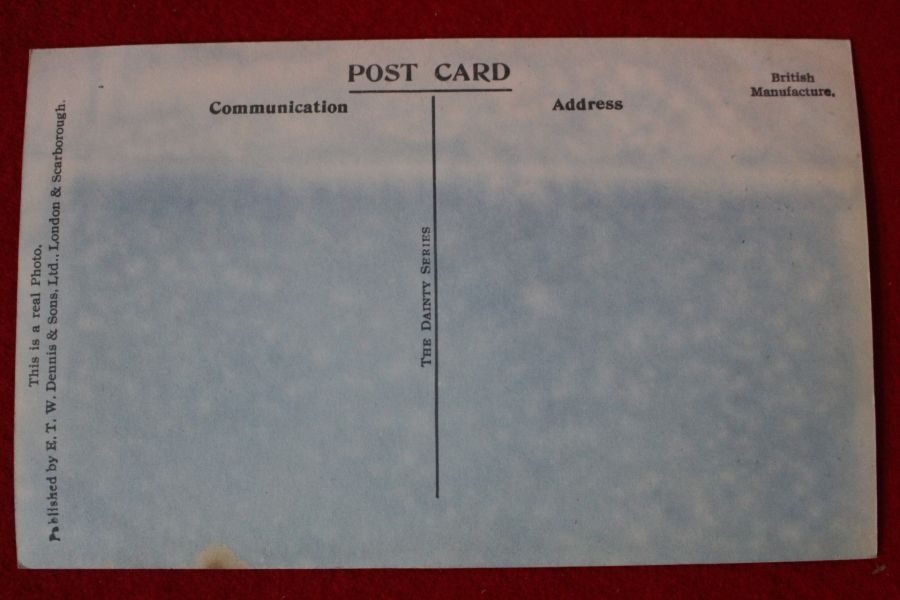 POST CARD
Communication
Address
British
Manufacture.
THE DAINTY SERIES
This is a real Photo.
Published by E. T. W. Dennis & Sons, Ltd., London & Scarborough.